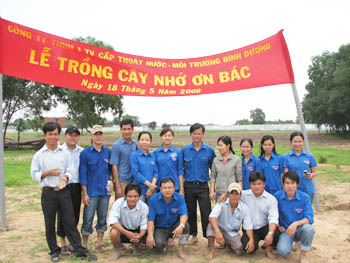 CÔNG TY TNHH 1 TV CẤP THOÁT NƯỚC - MÔI TRƯỜNG BÌNH DƯƠNG
LỄ TRỒNG CÂY NHỚ ƠN BÁC
Ngày 18 Tháng 5 Năm 2008